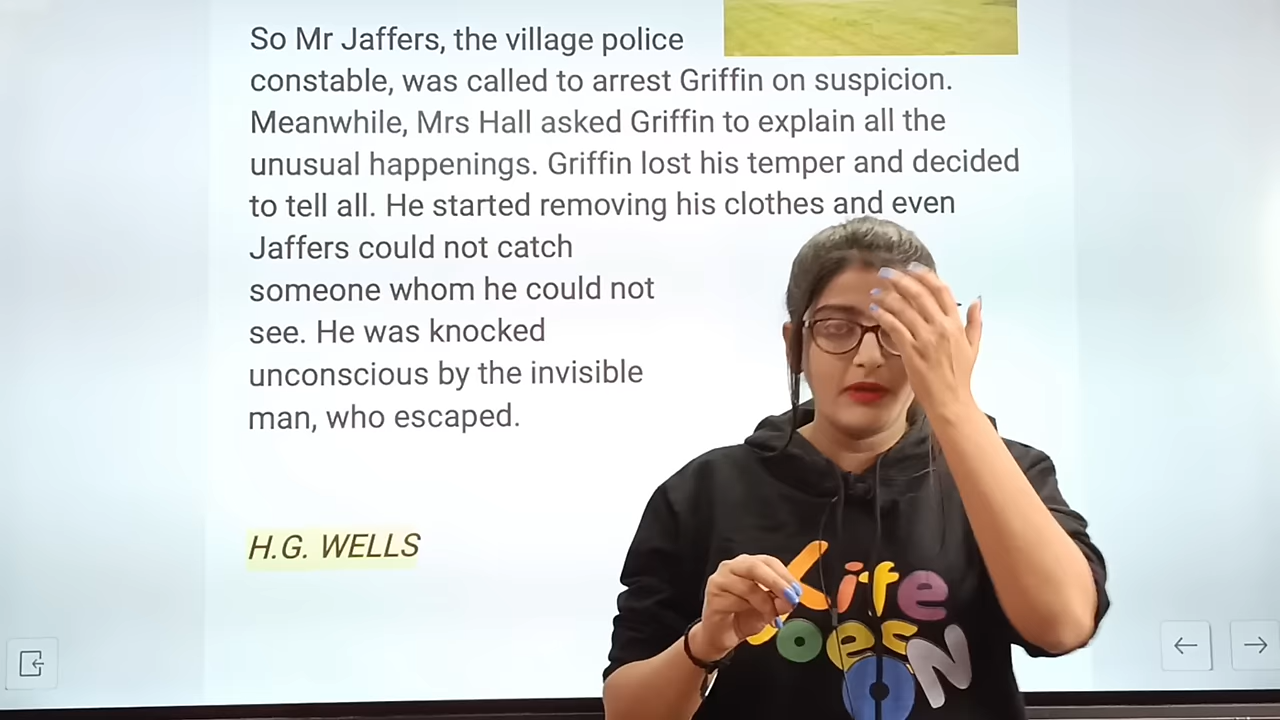 So Mr Jaffers, the village police
constable, was called to arrest Griffin on suspicion.
Meanwhile, Mrs Hall asked Griffin to explain all the
unusual happenings. Griffin lost his temper and decided
to tell all. He started removing his clothes and even
Jaffers could not catch
someone whom he could not
see. He was knocked
unconscious by the invisible
man, who escaped.
H.G. WELLS
Life
GOES
ON